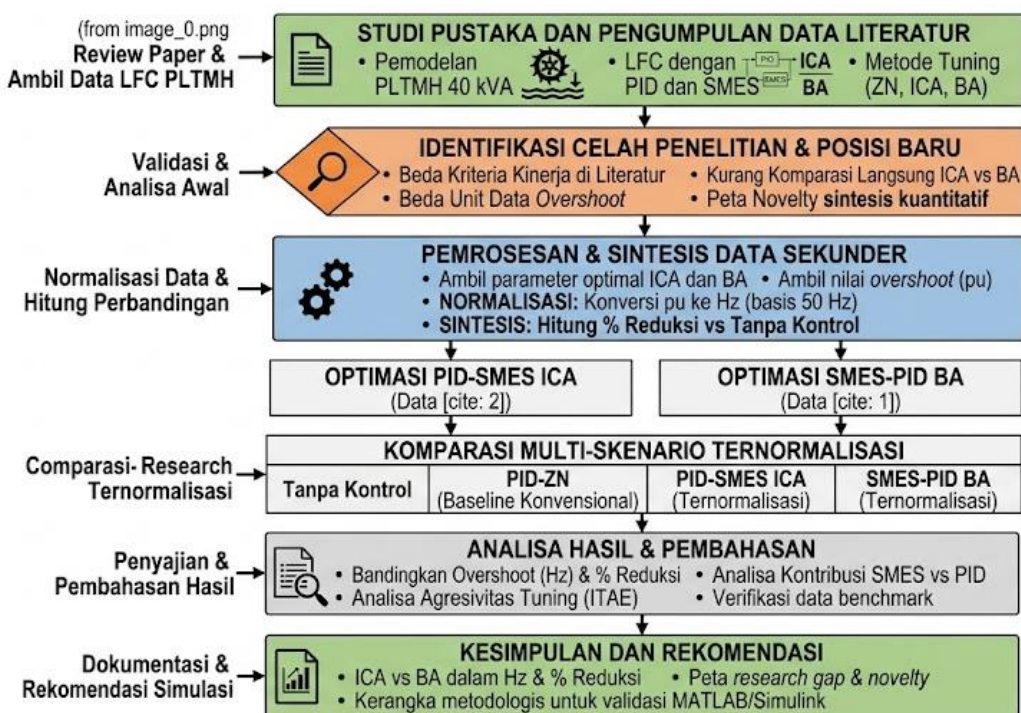 (from image_0.png
Review Paper &
Ambil Data LFC PLTMH
STUDI PUSTAKA DAN PENGUMPULAN DATA LITERATUR
• Pemodelan
PLTMH 40 kVA
• LFC dengan
PID dan SMES
PID
SMES
ICA
BA
• Metode Tuning
(ZN, ICA, BA)
Validasi &
Analisa Awal
IDENTIFIKASI CELAH PENELITIAN & POSISI BARU
• Beda Kriteria Kinerja di Literatur
• Kurang Komparasi Langsung ICA vs BA
• Beda Unit Data Overshoot
• Peta Novelty sintesis kuantitatif
Normalisasi Data &
Hitung Perbandingan
PEMROSESAN & SINTESIS DATA SEKUNDER
• Ambil parameter optimal ICA dan BA • Ambil nilai overshoot (pu)
• NORMALISASI: Konversi pu ke Hz (basis 50 Hz)
• SINTESIS: Hitung % Reduksi vs Tanpa Kontrol
OPTIMASI PID-SMES ICA
(Data [cite: 2])
OPTIMASI SMES-PID BA
(Data [cite: 1])
Comparasi- Research
Ternormalisasi
KOMPARASI MULTI-SKENARIO TERNORMALISASI
Tanpa Kontrol
PID-ZN
(Baseline Konvensional)
PID-SMES ICA
(Ternormalisasi)
SMES-PID BA
(Ternormalisasi)
Penyajian &
Pembahasan Hasil
ANALISA HASIL & PEMBAHASAN
• Bandingkan Overshoot (Hz) & % Reduksi
• Analisa Kontribusi SMES vs PID
• Analisa Agresivitas Tuning (ITAE)
• Verifikasi data benchmark
Dokumentasi &
Rekomendasi Simulasi
KESIMPULAN DAN REKOMENDASI
• ICA vs BA dalam Hz & % Reduksi
• Peta research gap & novelty
• Kerangka metodologis untuk validasi MATLAB/Simulink